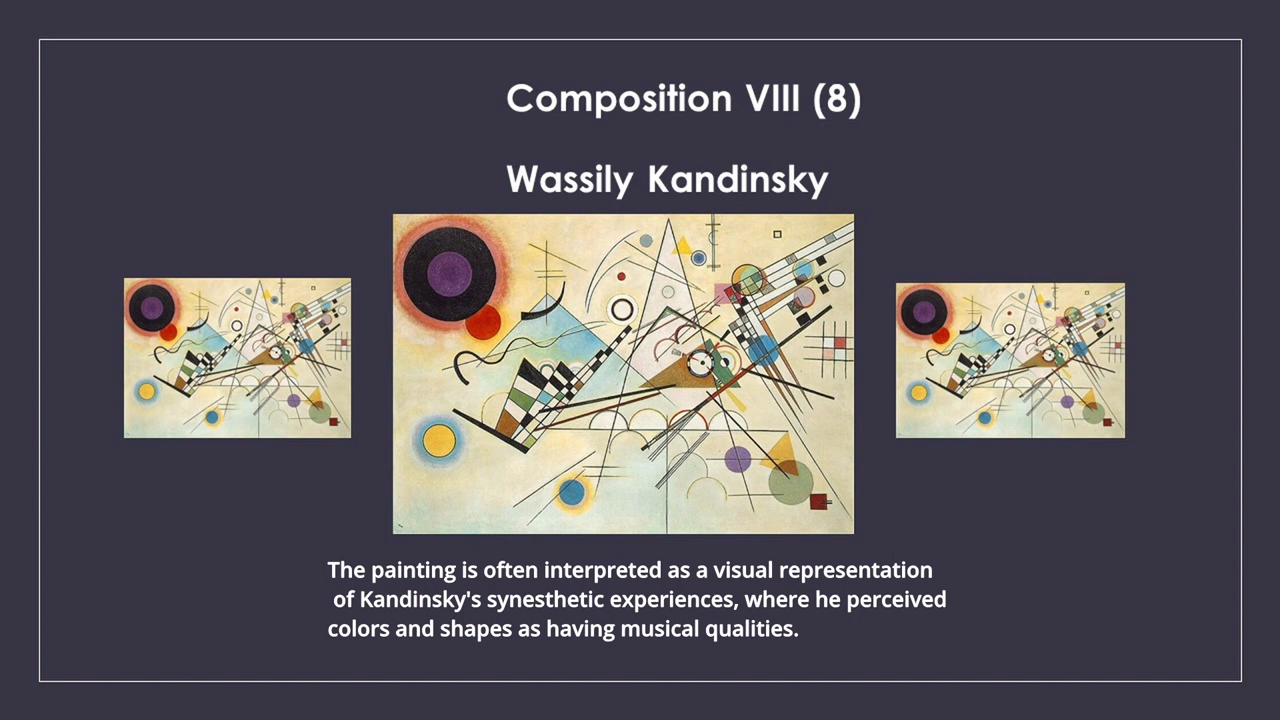 Composition VIII (8)
Wassily Kandinsky
The painting is often interpreted as a visual representation
of Kandinsky's synesthetic experiences, where he perceived
colors and shapes as having musical qualities.